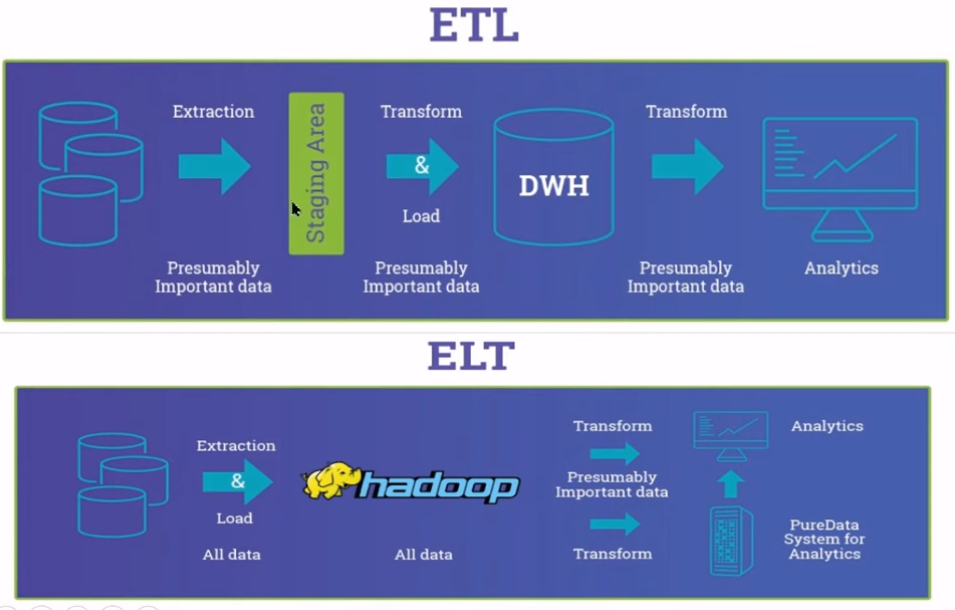 ETL
Extraction
Staging Area
Transform
&
Load
DWH
Transform
Presumably
Important data
Presumably
Important data
Presumably
Important data
Analytics
ELT
Extraction
&
Load
All data
hadoop
All data
Transform
Presumably
Important data
Transform
Analytics
PureData
System for
Analytics